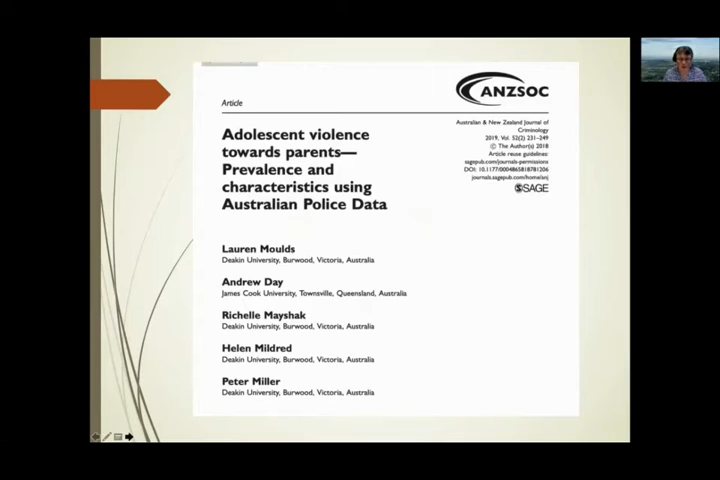 ANZSOC
Article
Australian & New Zealand Journal of
Criminology
2019, Vol. 52(2) 231–249
© The Author(s) 2018
Article reuse guidelines:
sagepub.com/journals-permissions
DOI: 10.1177/0004865818781206
journals.sagepub.com/home/anj
SAGE
Adolescent violence
towards parents—
Prevalence and
characteristics using
Australian Police Data
Lauren Moulds
Deakin University, Burwood, Victoria, Australia
Andrew Day
James Cook University, Townsville, Queensland, Australia
Richelle Mayshak
Deakin University, Burwood, Victoria, Australia
Helen Mildred
Deakin University, Burwood, Victoria, Australia
Peter Miller
Deakin University, Burwood, Victoria, Australia